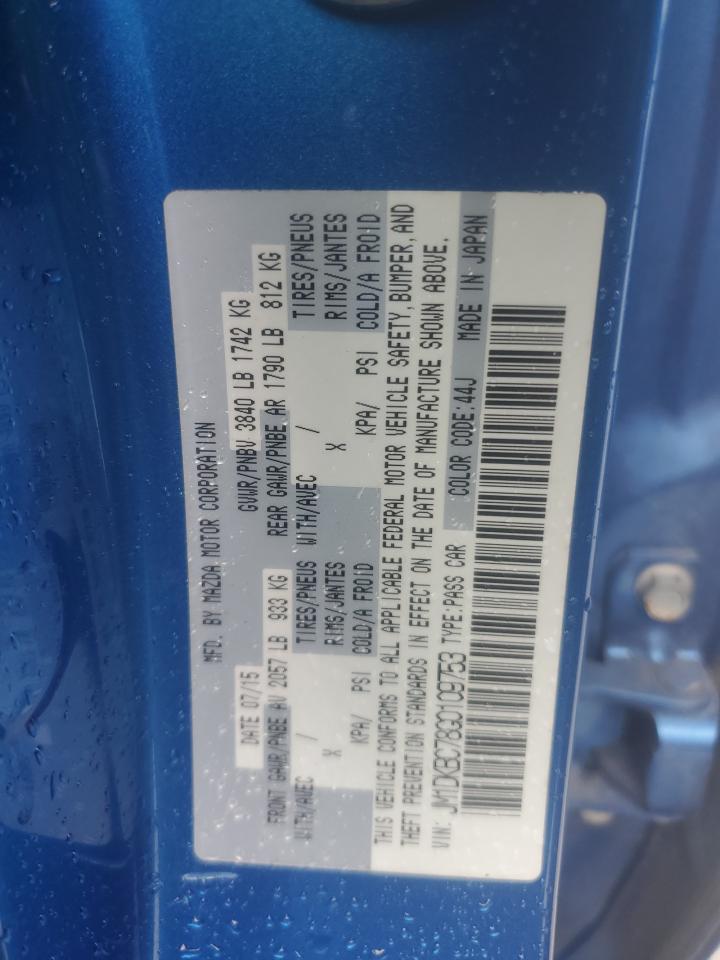 MFD. BY MAZDA MOTOR CORPORATION
DATE 07/15 GVWR/PNBV 3840 LB 1742 KG
FRONT GAWR/PNBE AV 2057 LB 933 KG REAR GAWR/PNBE AR 1790 LB 812 KG
WITH/AVEC / TIRES/PNEUS WITH/AVEC / TIRES/PNEUS
X RIMS/JANTES X RIMS/JANTES
KPA/ PSI COLD/A FROID KPA/ PSI COLD/A FROID
THIS VEHICLE CONFORMS TO ALL APPLICABLE FEDERAL MOTOR VEHICLE SAFETY, BUMPER, AND
THEFT PREVENTION STANDARDS IN EFFECT ON THE DATE OF MANUFACTURE SHOWN ABOVE.
VIN: JM1DKBC78G0109753 TYPE:PASS CAR COLOR CODE:44J MADE IN JAPAN